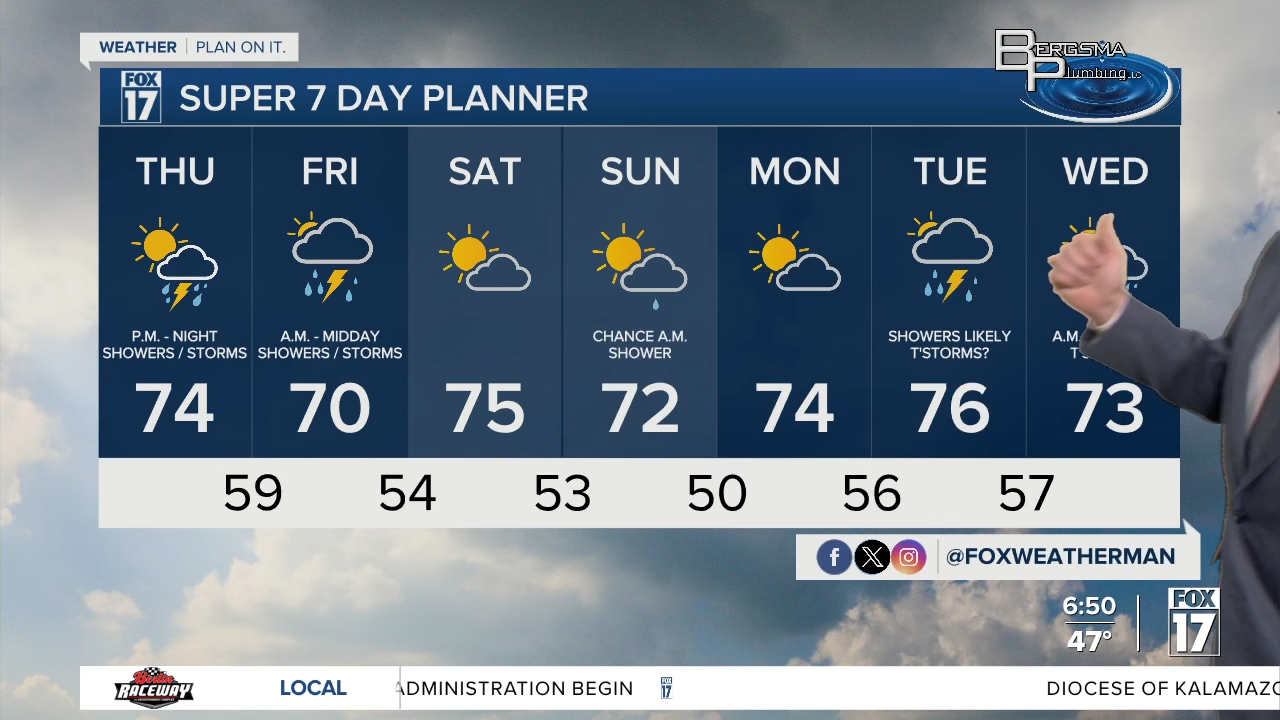 WEATHER | PLAN ON IT.
BERGSMA
Plumbing LLC
FOX
17
SUPER 7 DAY PLANNER
THU FRI SAT SUN MON TUE WED
P.M. - NIGHT
SHOWERS / STORMS
A.M. - MIDDAY
SHOWERS / STORMS
CHANCE A.M.
SHOWER
SHOWERS LIKELY
T'STORMS?
A.M.
74 70 75 72 74 76 73
59 54 53 50 56 57
@FOXWEATHERMAN
6:50
47°
FOX
17
Berlin
RACEWAY
LOCAL
ADMINISTRATION BEGIN
FOX
17
DIOCESE OF KALAMAZO